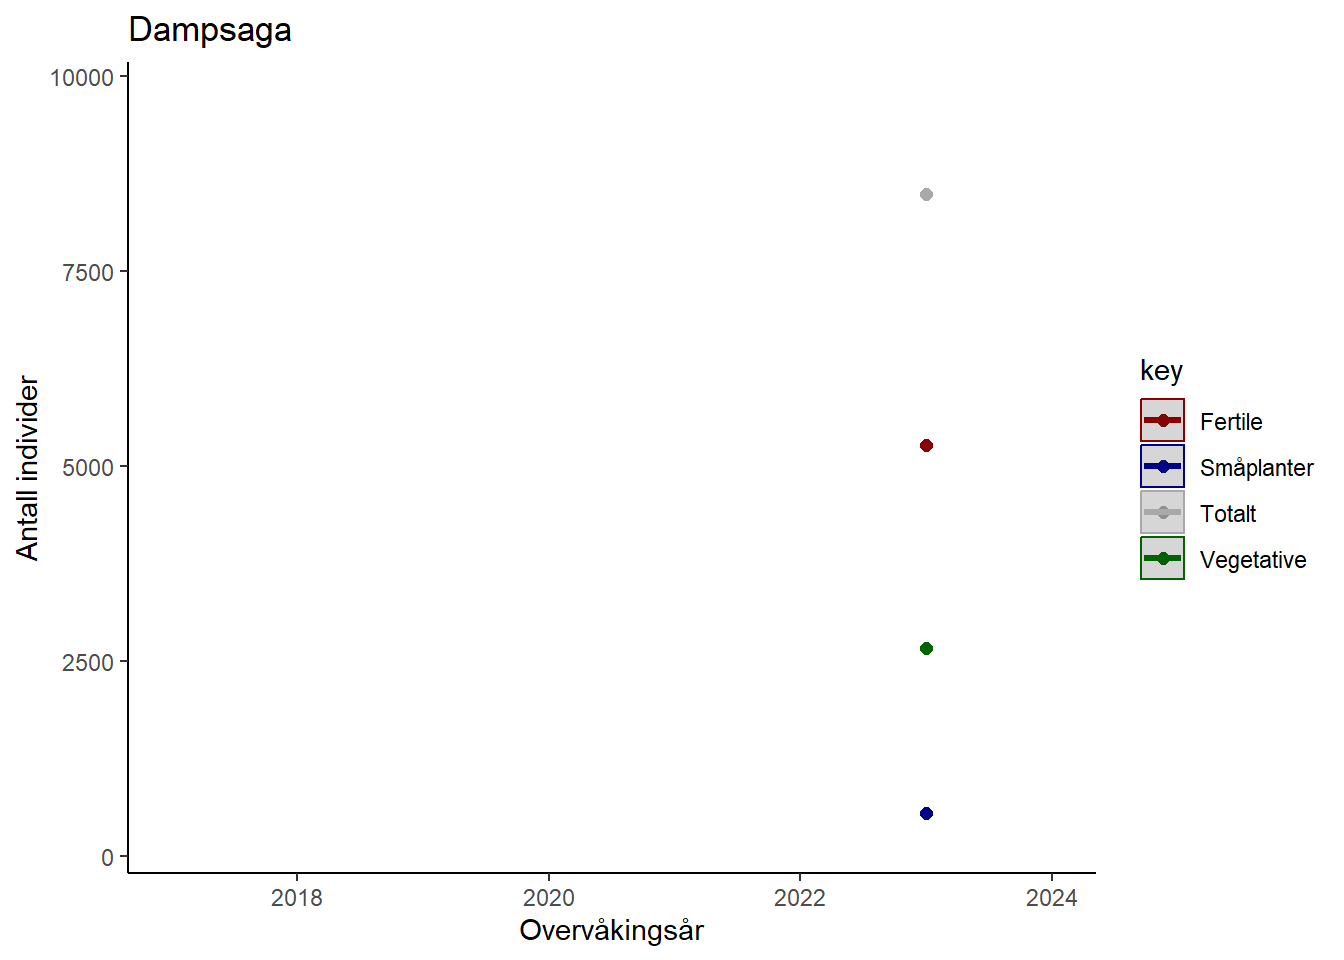 Dampsaga
10000
7500
5000
2500
0
Antall individer
2018
2020
2022
2024
Overvåkingsår
key
Fertile
Småplanter
Totalt
Vegetative